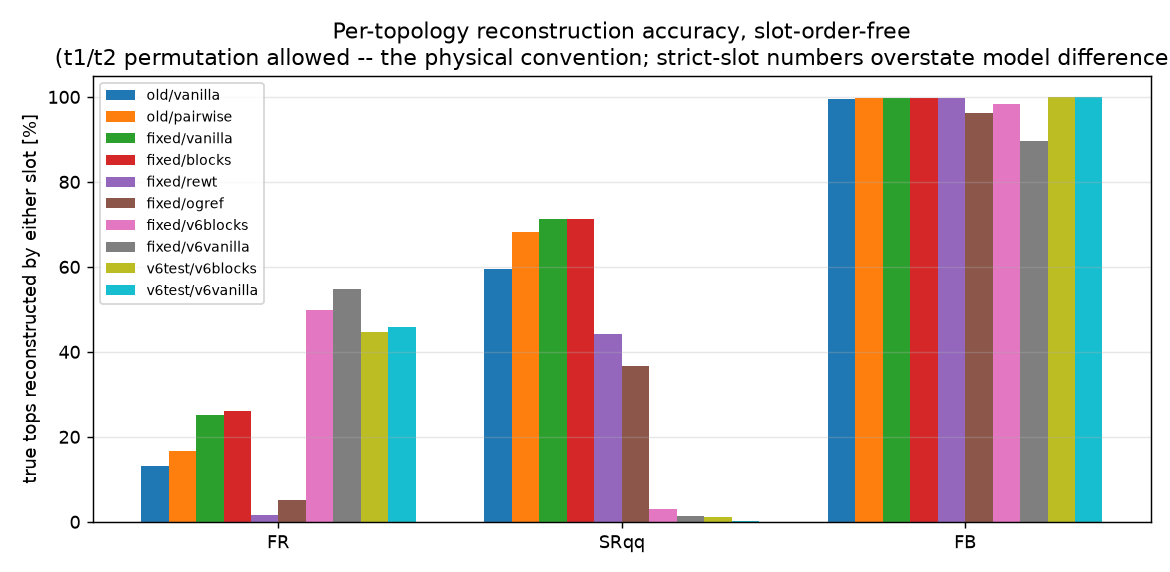 Per-topology reconstruction accuracy, slot-order-free
(t1/t2 permutation allowed -- the physical convention; strict-slot numbers overstate model difference
true tops reconstructed by either slot [%]
100
80
60
40
20
0
old/vanilla
old/pairwise
fixed/vanilla
fixed/blocks
fixed/rewt
fixed/ogref
fixed/v6blocks
fixed/v6vanilla
v6test/v6blocks
v6test/v6vanilla
FR
SRqq
FB